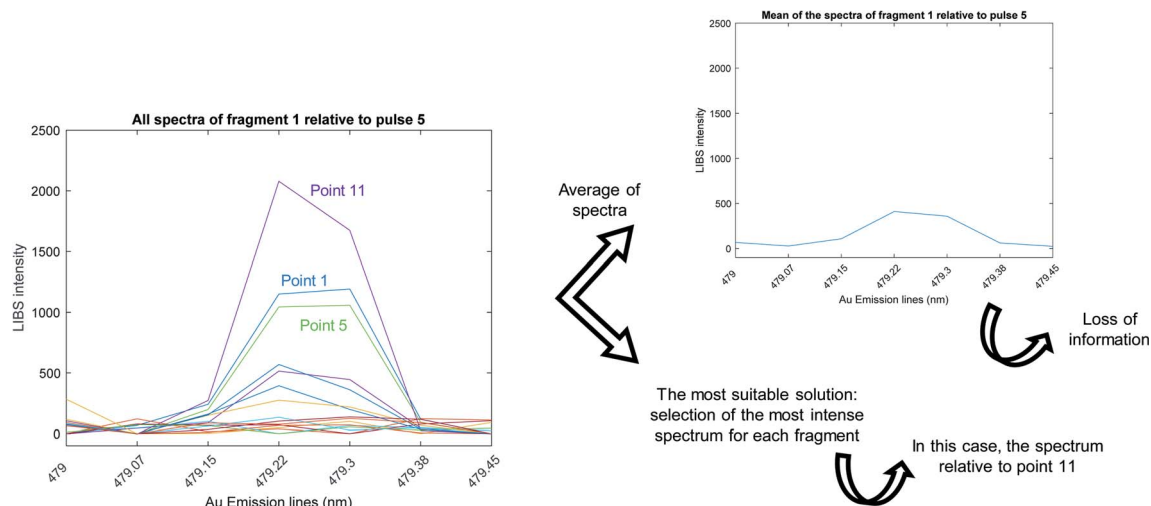 All spectra of fragment 1 relative to pulse 5
2500
2000
1500
1000
500
0
LIBS intensity
Point 11
Point 1
Point 5
479
479.07
479.15
479.22
479.3
479.38
479.45
Au Emission lines (nm)
Average of
spectra
Mean of the spectra of fragment 1 relative to pulse 5
2500
2000
1500
1000
500
0
LIBS intensity
479
479.07
479.15
479.22
479.3
479.38
479.45
Au Emission lines (nm)
Loss of
information
The most suitable solution:
selection of the most intense
spectrum for each fragment
In this case, the spectrum
relative to point 11